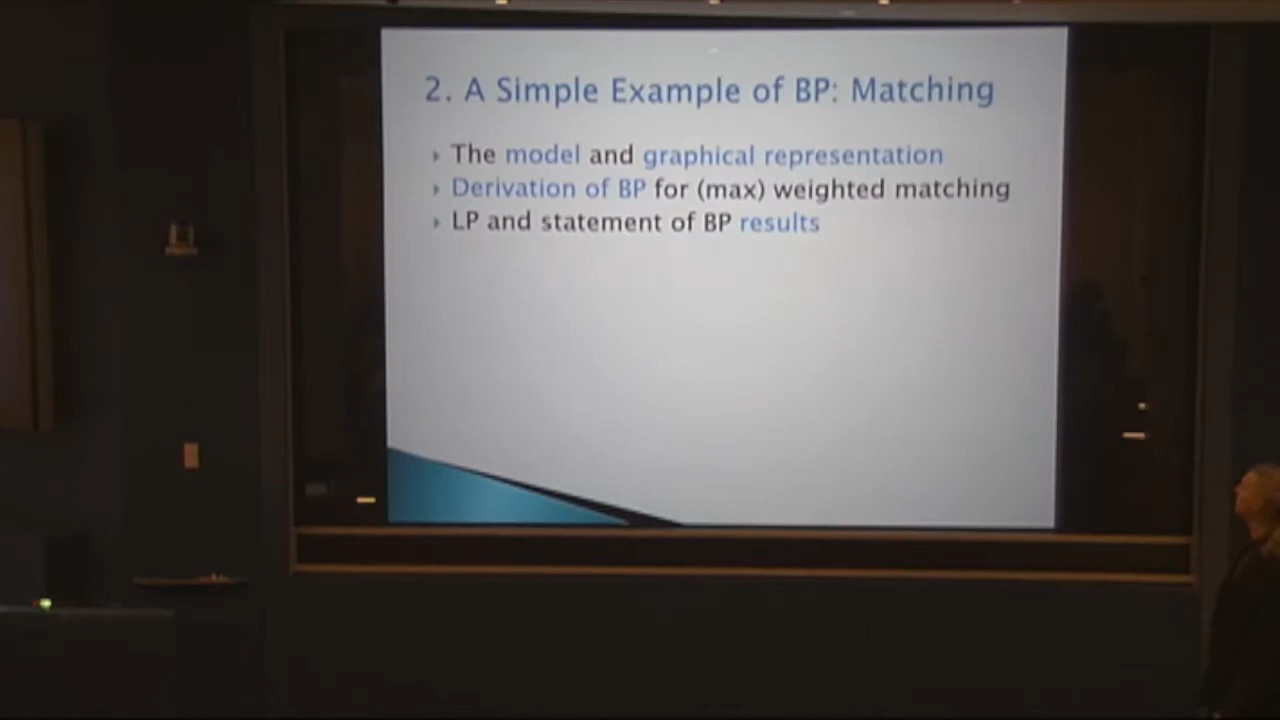 2. A Simple Example of BP: Matching
The model and graphical representation
Derivation of BP for (max) weighted matching
LP and statement of BP results